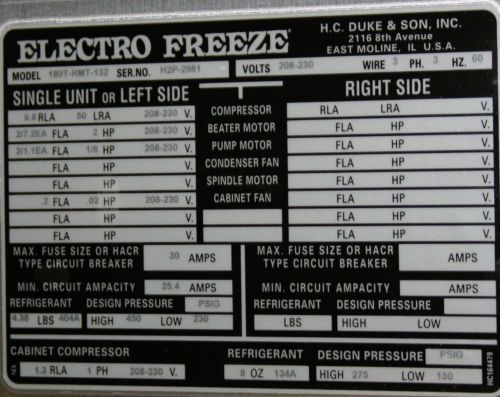 ELECTRO FREEZE®
H.C. DUKE & SON, INC.
2116 8th Avenue
EAST MOLINE, IL U.S.A.
MODEL 180T-RMT-132 SER.NO. H2P-2981 VOLTS 208-230 WIRE 3 PH. 3 HZ. 60
SINGLE UNIT OR LEFT SIDE
RIGHT SIDE
6.8 RLA 50 LRA 208-230 V. COMPRESSOR RLA LRA V.
2/7.2EA FLA 2 HP V. BEATER MOTOR FLA HP V.
2/1.1EA FLA 1/8 HP V. PUMP MOTOR FLA HP V.
FLA HP V. CONDENSER FAN FLA HP V.
FLA HP V. SPINDLE MOTOR FLA HP V.
.2 FLA .02 HP 208-230 V. CABINET FAN FLA HP V.
FLA HP V. FLA HP V.
FLA HP V. FLA HP V.
MAX. FUSE SIZE OR HACR TYPE CIRCUIT BREAKER 30 AMPS
MAX. FUSE SIZE OR HACR TYPE CIRCUIT BREAKER AMPS
MIN. CIRCUIT AMPACITY 25.4 AMPS
MIN. CIRCUIT AMPACITY AMPS
REFRIGERANT DESIGN PRESSURE PSIG
REFRIGERANT DESIGN PRESSURE
4.38 LBS 404A HIGH 450 LOW 230
LBS HIGH LOW
CABINET COMPRESSOR REFRIGERANT DESIGN PRESSURE PSIG
1.3 RLA 1 PH 208-230 V. 8 OZ 134A HIGH 275 LOW 150
HC164479